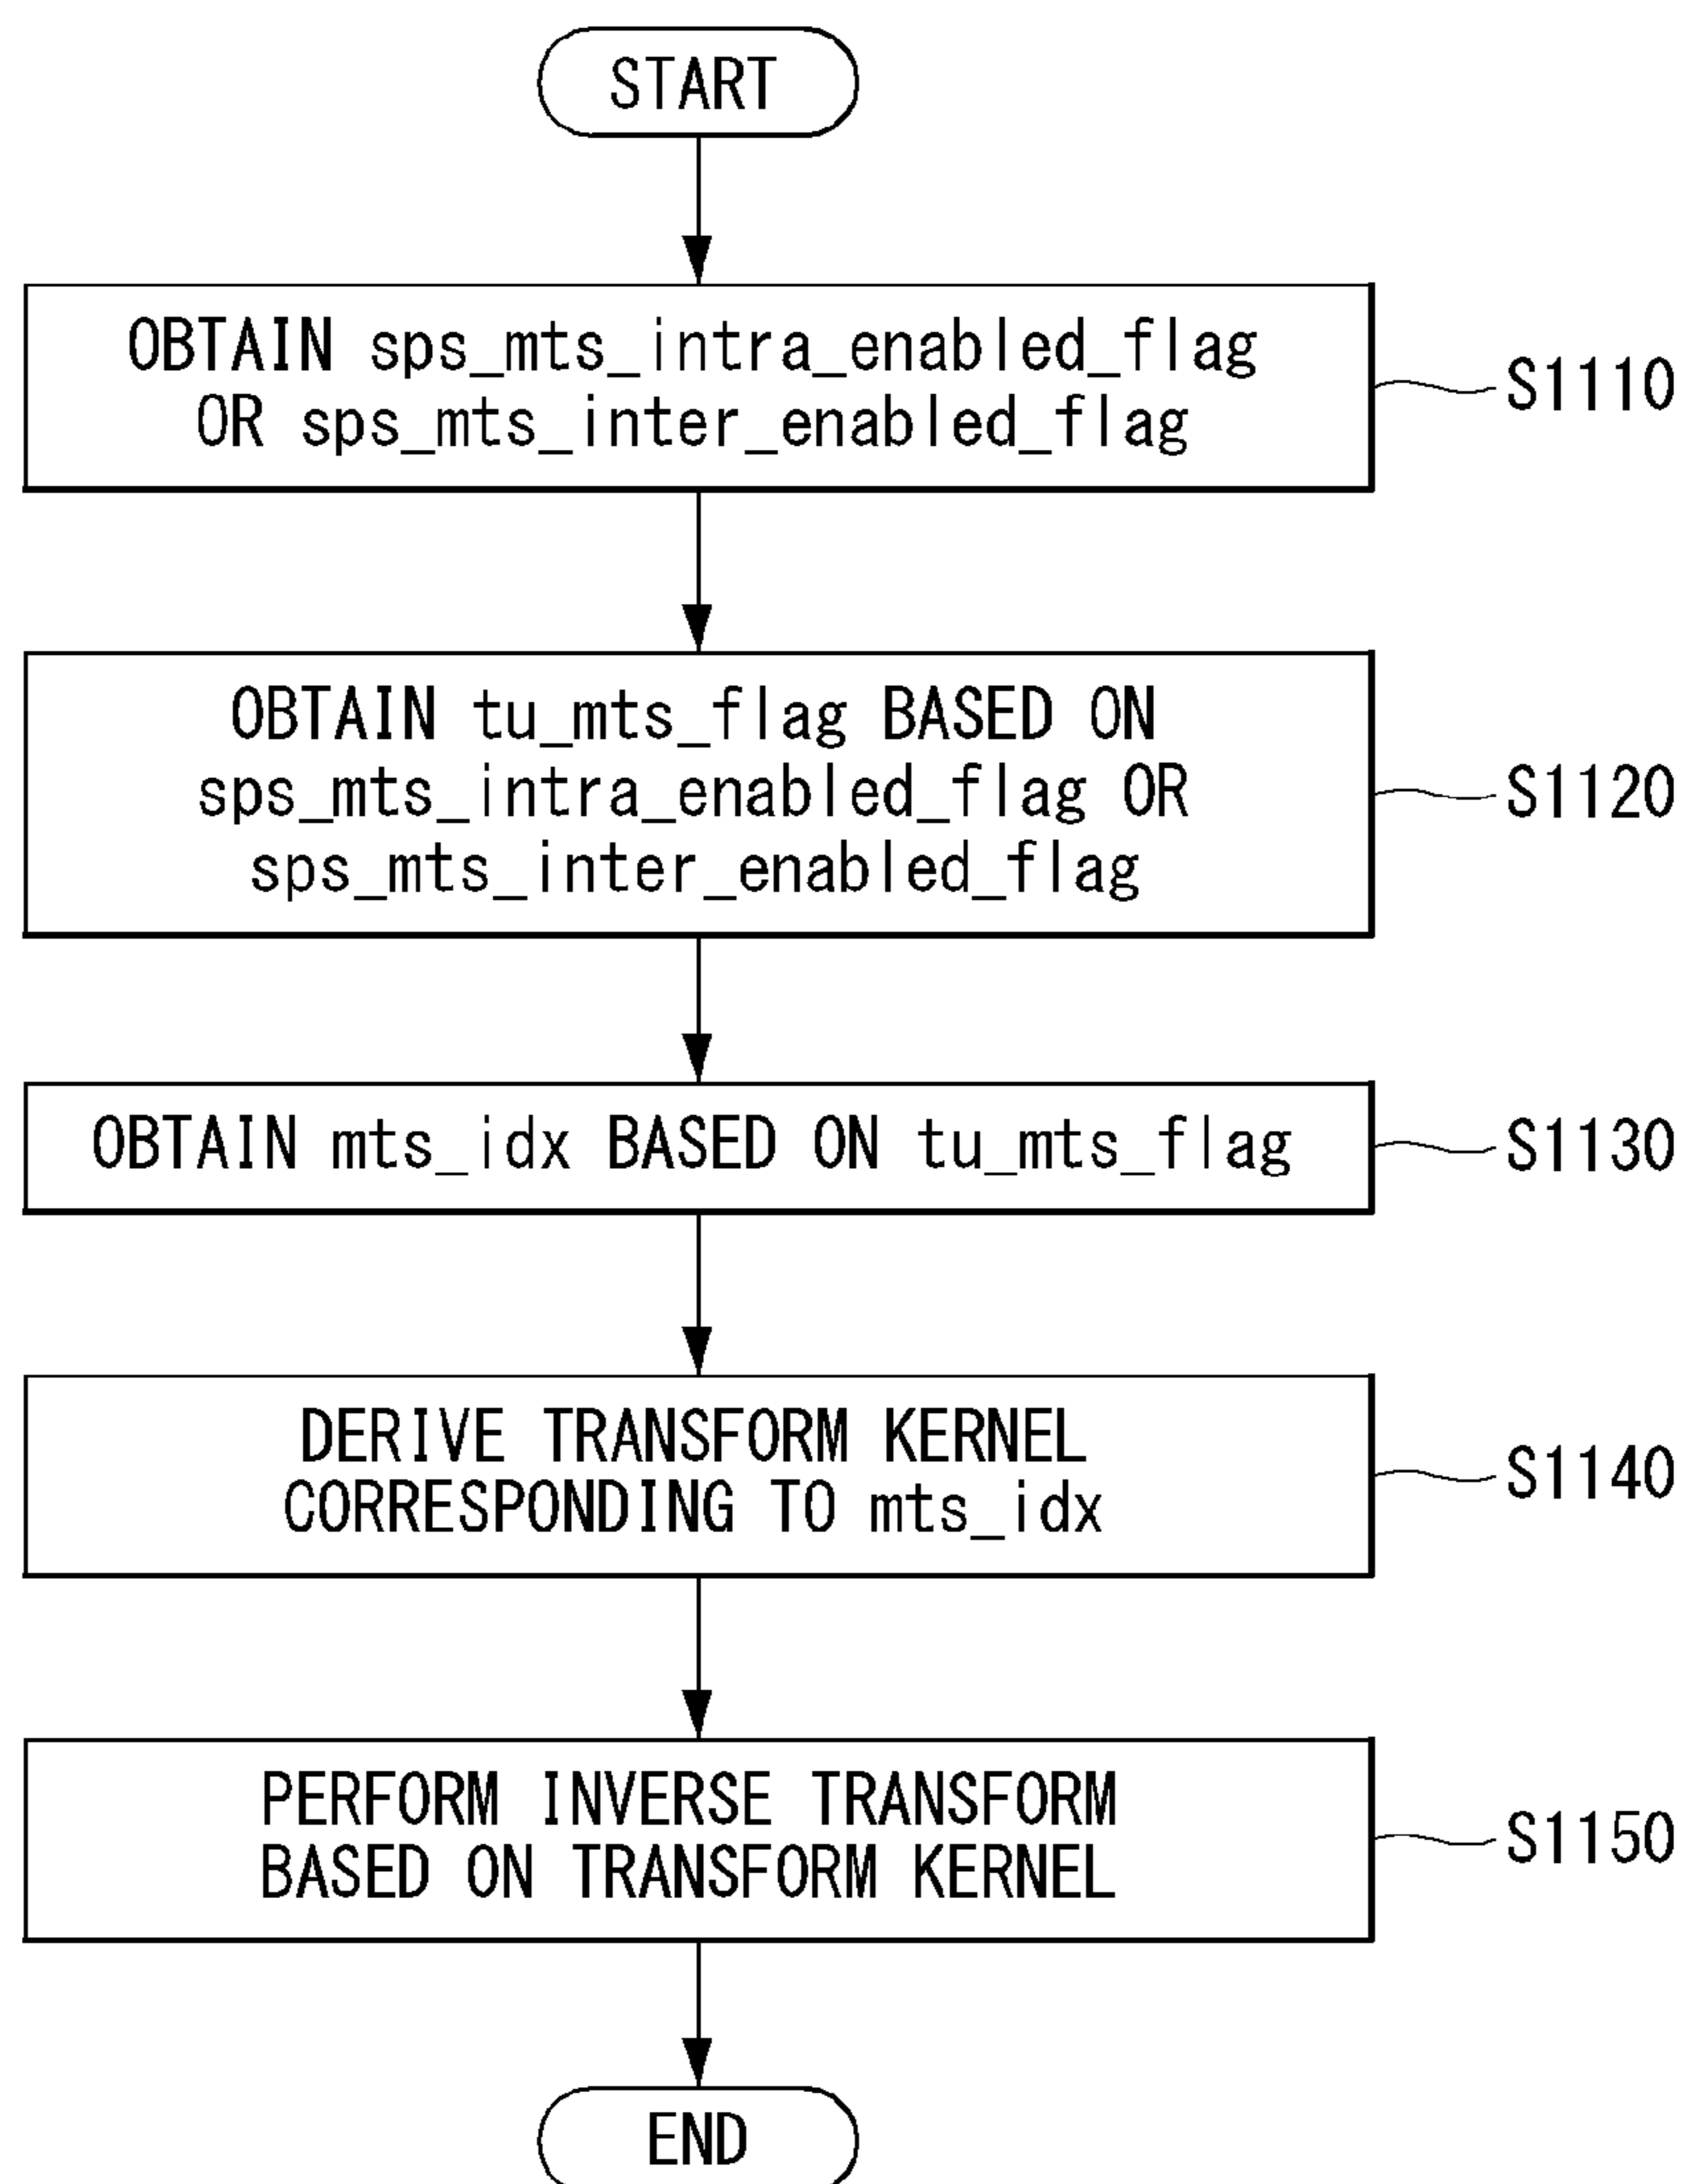 START
OBTAIN sps_mts_intra_enabled_flag
OR sps_mts_inter_enabled_flag
S1110
OBTAIN tu_mts_flag BASED ON
sps_mts_intra_enabled_flag OR
sps_mts_inter_enabled_flag
S1120
OBTAIN mts_idx BASED ON tu_mts_flag
S1130
DERIVE TRANSFORM KERNEL
CORRESPONDING TO mts_idx
S1140
PERFORM INVERSE TRANSFORM
BASED ON TRANSFORM KERNEL
S1150
END